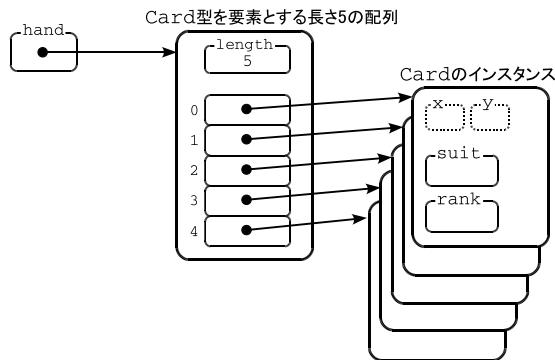 Card型を要素とする長さ5の配列
hand
length
5
Cardのインスタンス
x y
0
1
2
3
4
suit
rank